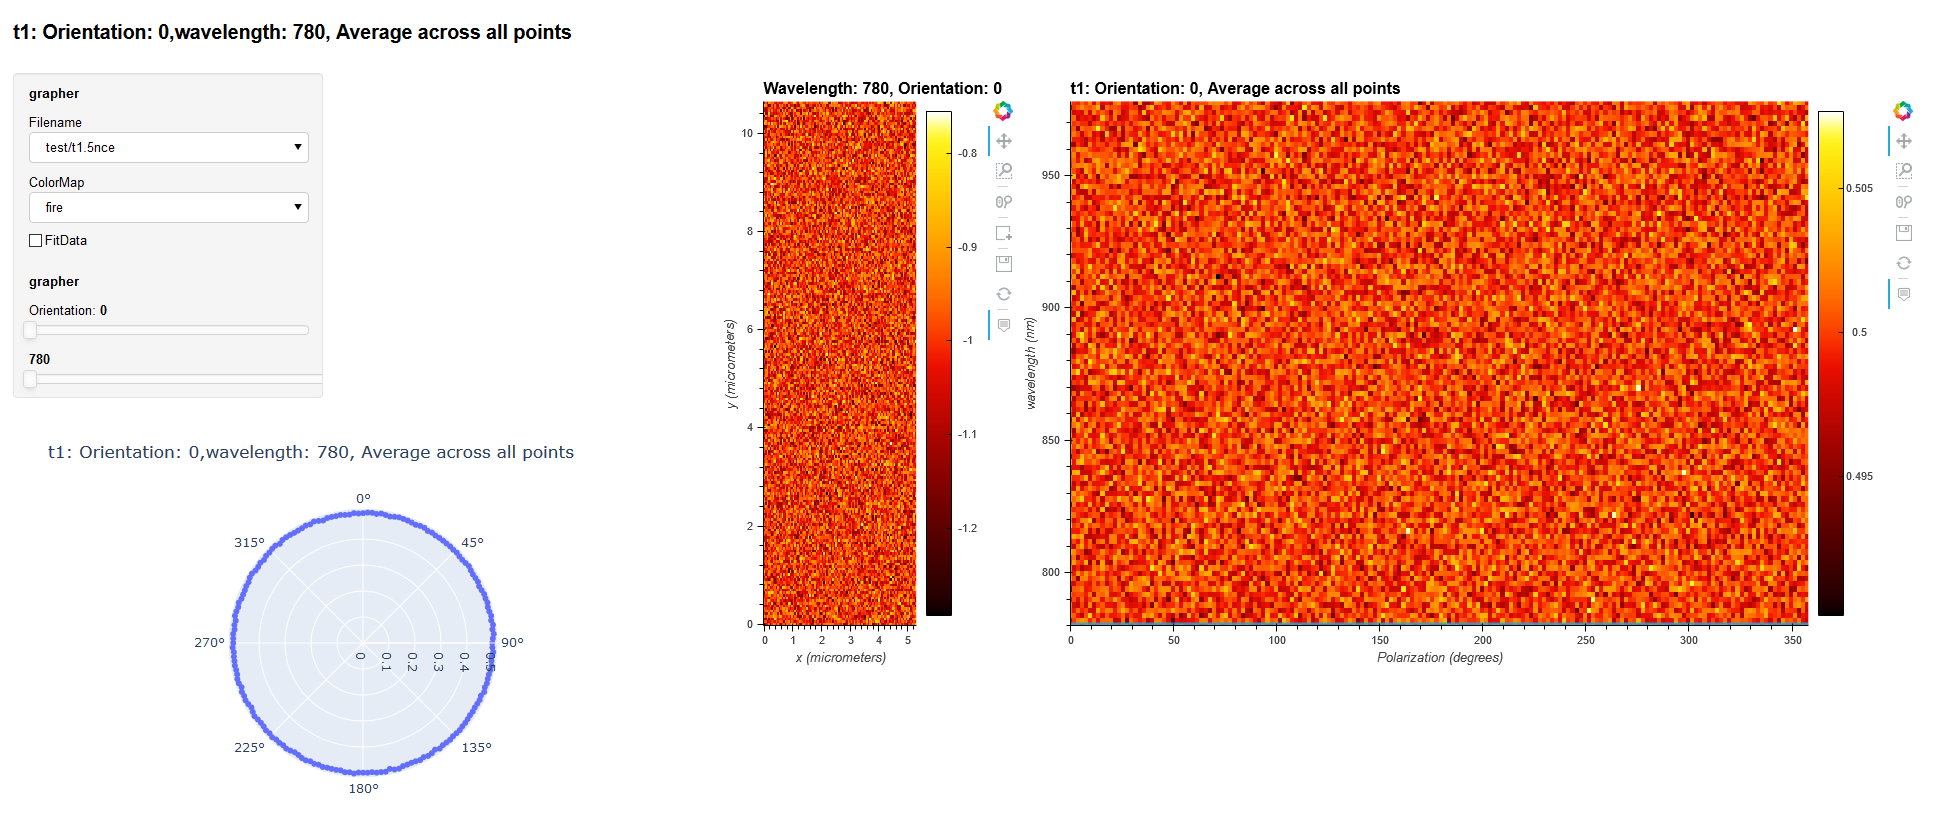 t1: Orientation: 0,wavelength: 780, Average across all points
grapher
Filename
test/t1.5nce
ColorMap
fire
FitData
grapher
Orientation: 0
780
t1: Orientation: 0,wavelength: 780, Average across all points
0°
315°
45°
270°
90°
0
0.1
0.2
0.3
0.4
0.5
225°
135°
180°
Wavelength: 780, Orientation: 0
10
8
6
4
2
0
y (micrometers)
0 1 2 3 4 5
x (micrometers)
-0.8
-0.9
-1
-1.1
-1.2
t1: Orientation: 0, Average across all points
950
900
850
800
wavelength (nm)
0 50 100 150 200 250 300 350
Polarization (degrees)
0.505
0.5
0.495